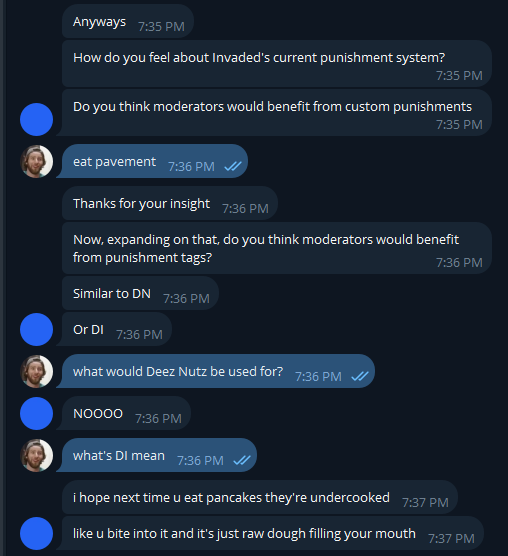 Anyways 7:35 PM
How do you feel about Invaded's current punishment system?
7:35 PM
Do you think moderators would benefit from custom punishments
7:35 PM
eat pavement 7:36 PM
Thanks for your insight 7:36 PM
Now, expanding on that, do you think moderators would benefit
from punishment tags? 7:36 PM
Similar to DN 7:36 PM
Or DI 7:36 PM
what would Deez Nutz be used for? 7:36 PM
NOOOO 7:36 PM
what's DI mean 7:36 PM
i hope next time u eat pancakes they're undercooked 7:37 PM
like u bite into it and it's just raw dough filling your mouth 7:37 PM